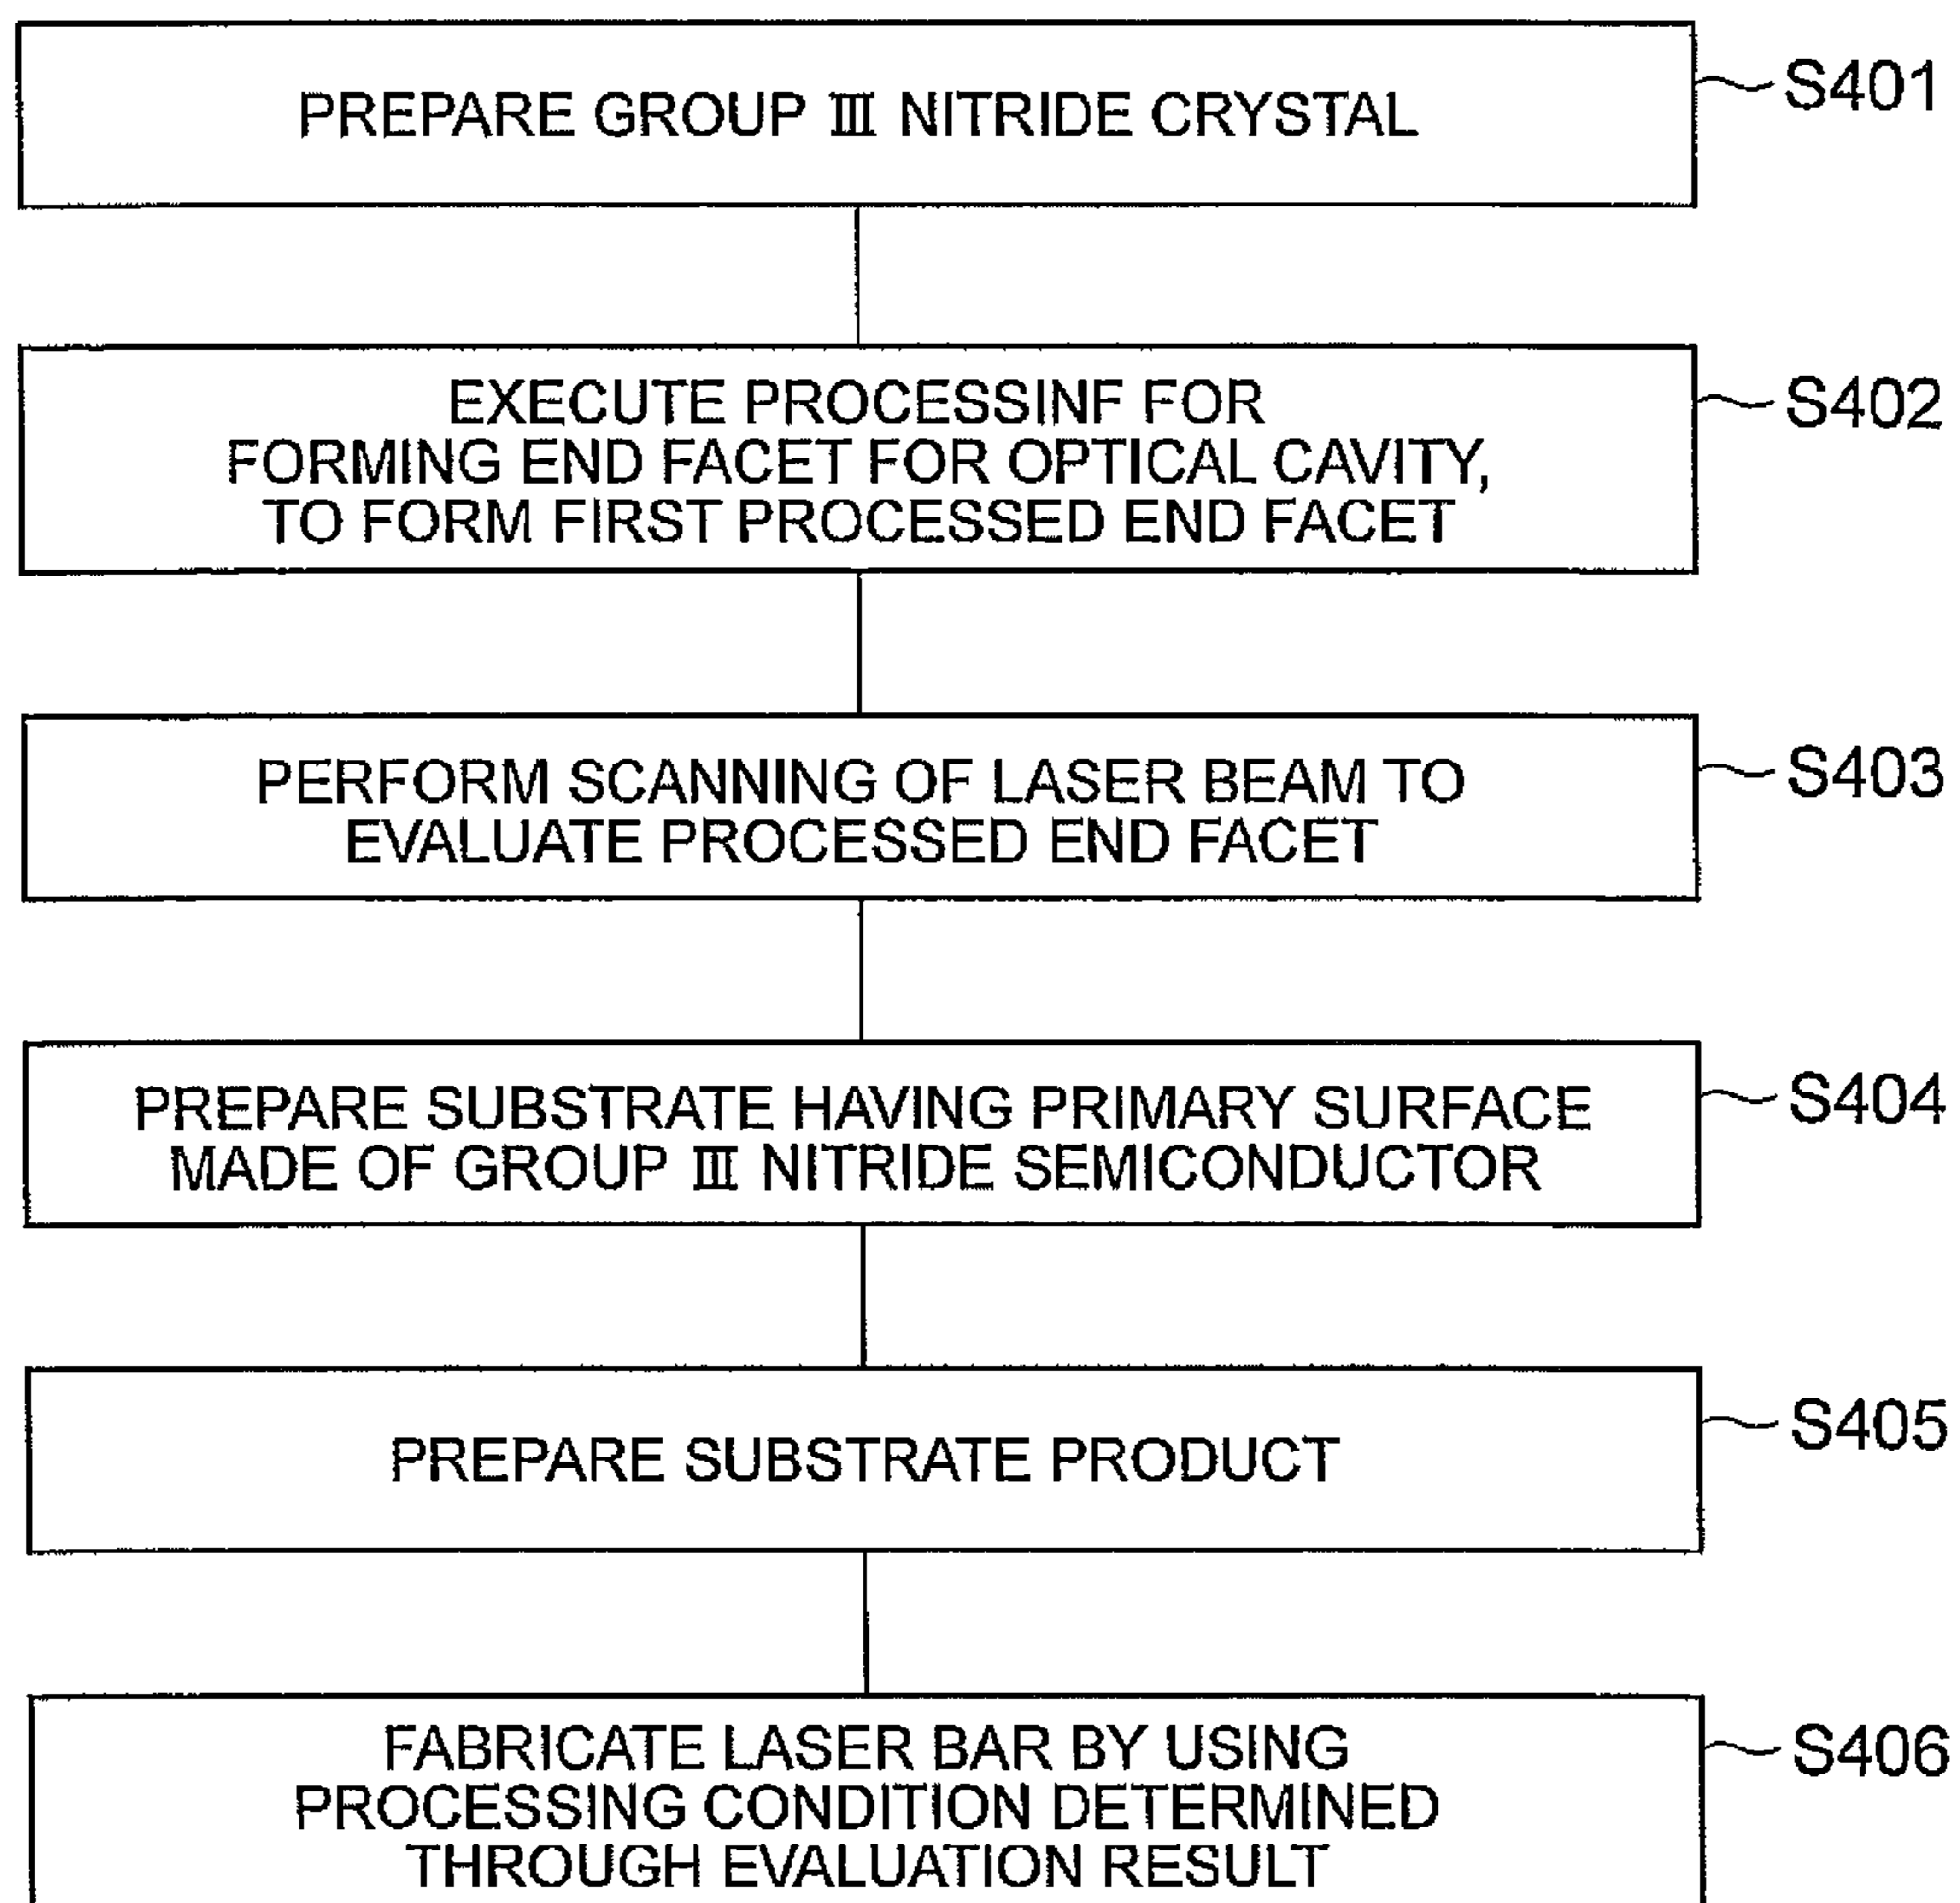 PREPARE GROUP III NITRIDE CRYSTAL
S401
EXECUTE PROCESSINF FOR
FORMING END FACET FOR OPTICAL CAVITY,
TO FORM FIRST PROCESSED END FACET
S402
PERFORM SCANNING OF LASER BEAM TO
EVALUATE PROCESSED END FACET
S403
PREPARE SUBSTRATE HAVING PRIMARY SURFACE
MADE OF GROUP III NITRIDE SEMICONDUCTOR
S404
PREPARE SUBSTRATE PRODUCT
S405
FABRICATE LASER BAR BY USING
PROCESSING CONDITION DETERMINED
THROUGH EVALUATION RESULT
S406